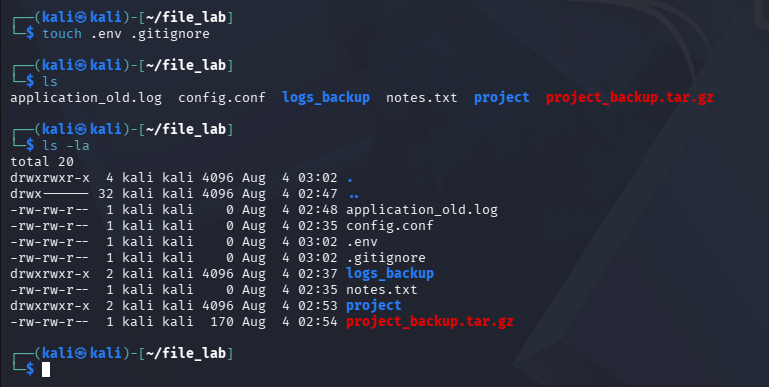 ┌──(kali㉿kali)-[~/file_lab]
└─$ touch .env .gitignore
┌──(kali㉿kali)-[~/file_lab]
└─$ ls
application_old.log  config.conf  logs_backup  notes.txt  project  project_backup.tar.gz
┌──(kali㉿kali)-[~/file_lab]
└─$ ls -la
total 20
drwxrwxr-x  4 kali kali 4096 Aug  4 03:02 .
drwx------ 32 kali kali 4096 Aug  4 02:47 ..
-rw-rw-r--  1 kali kali    0 Aug  4 02:48 application_old.log
-rw-rw-r--  1 kali kali    0 Aug  4 02:35 config.conf
-rw-rw-r--  1 kali kali    0 Aug  4 03:02 .env
-rw-rw-r--  1 kali kali    0 Aug  4 03:02 .gitignore
drwxrwxr-x  2 kali kali 4096 Aug  4 02:37 logs_backup
-rw-rw-r--  1 kali kali    0 Aug  4 02:35 notes.txt
drwxrwxr-x  2 kali kali 4096 Aug  4 02:53 project
-rw-rw-r--  1 kali kali  170 Aug  4 02:54 project_backup.tar.gz
┌──(kali㉿kali)-[~/file_lab]
└─$